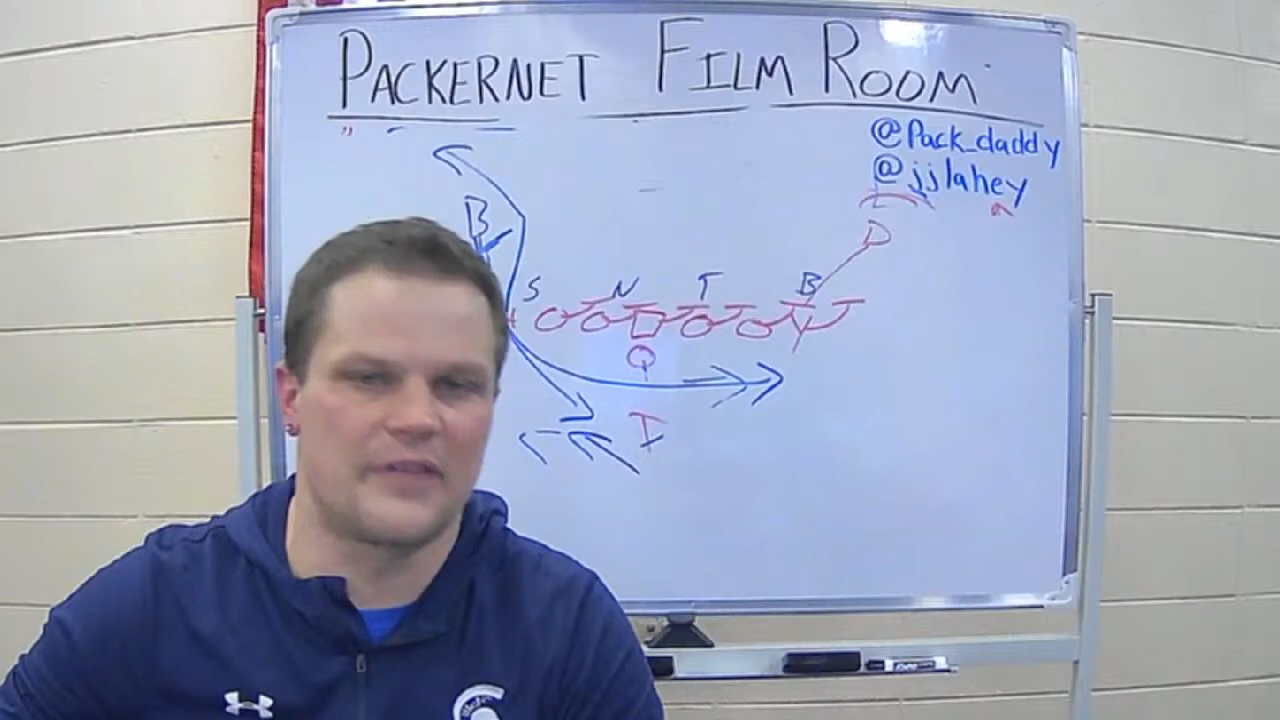 PACKERNET FILM ROOM
@Pack_daddy
@jjlahey
B D
S N T B
Y
Q
I